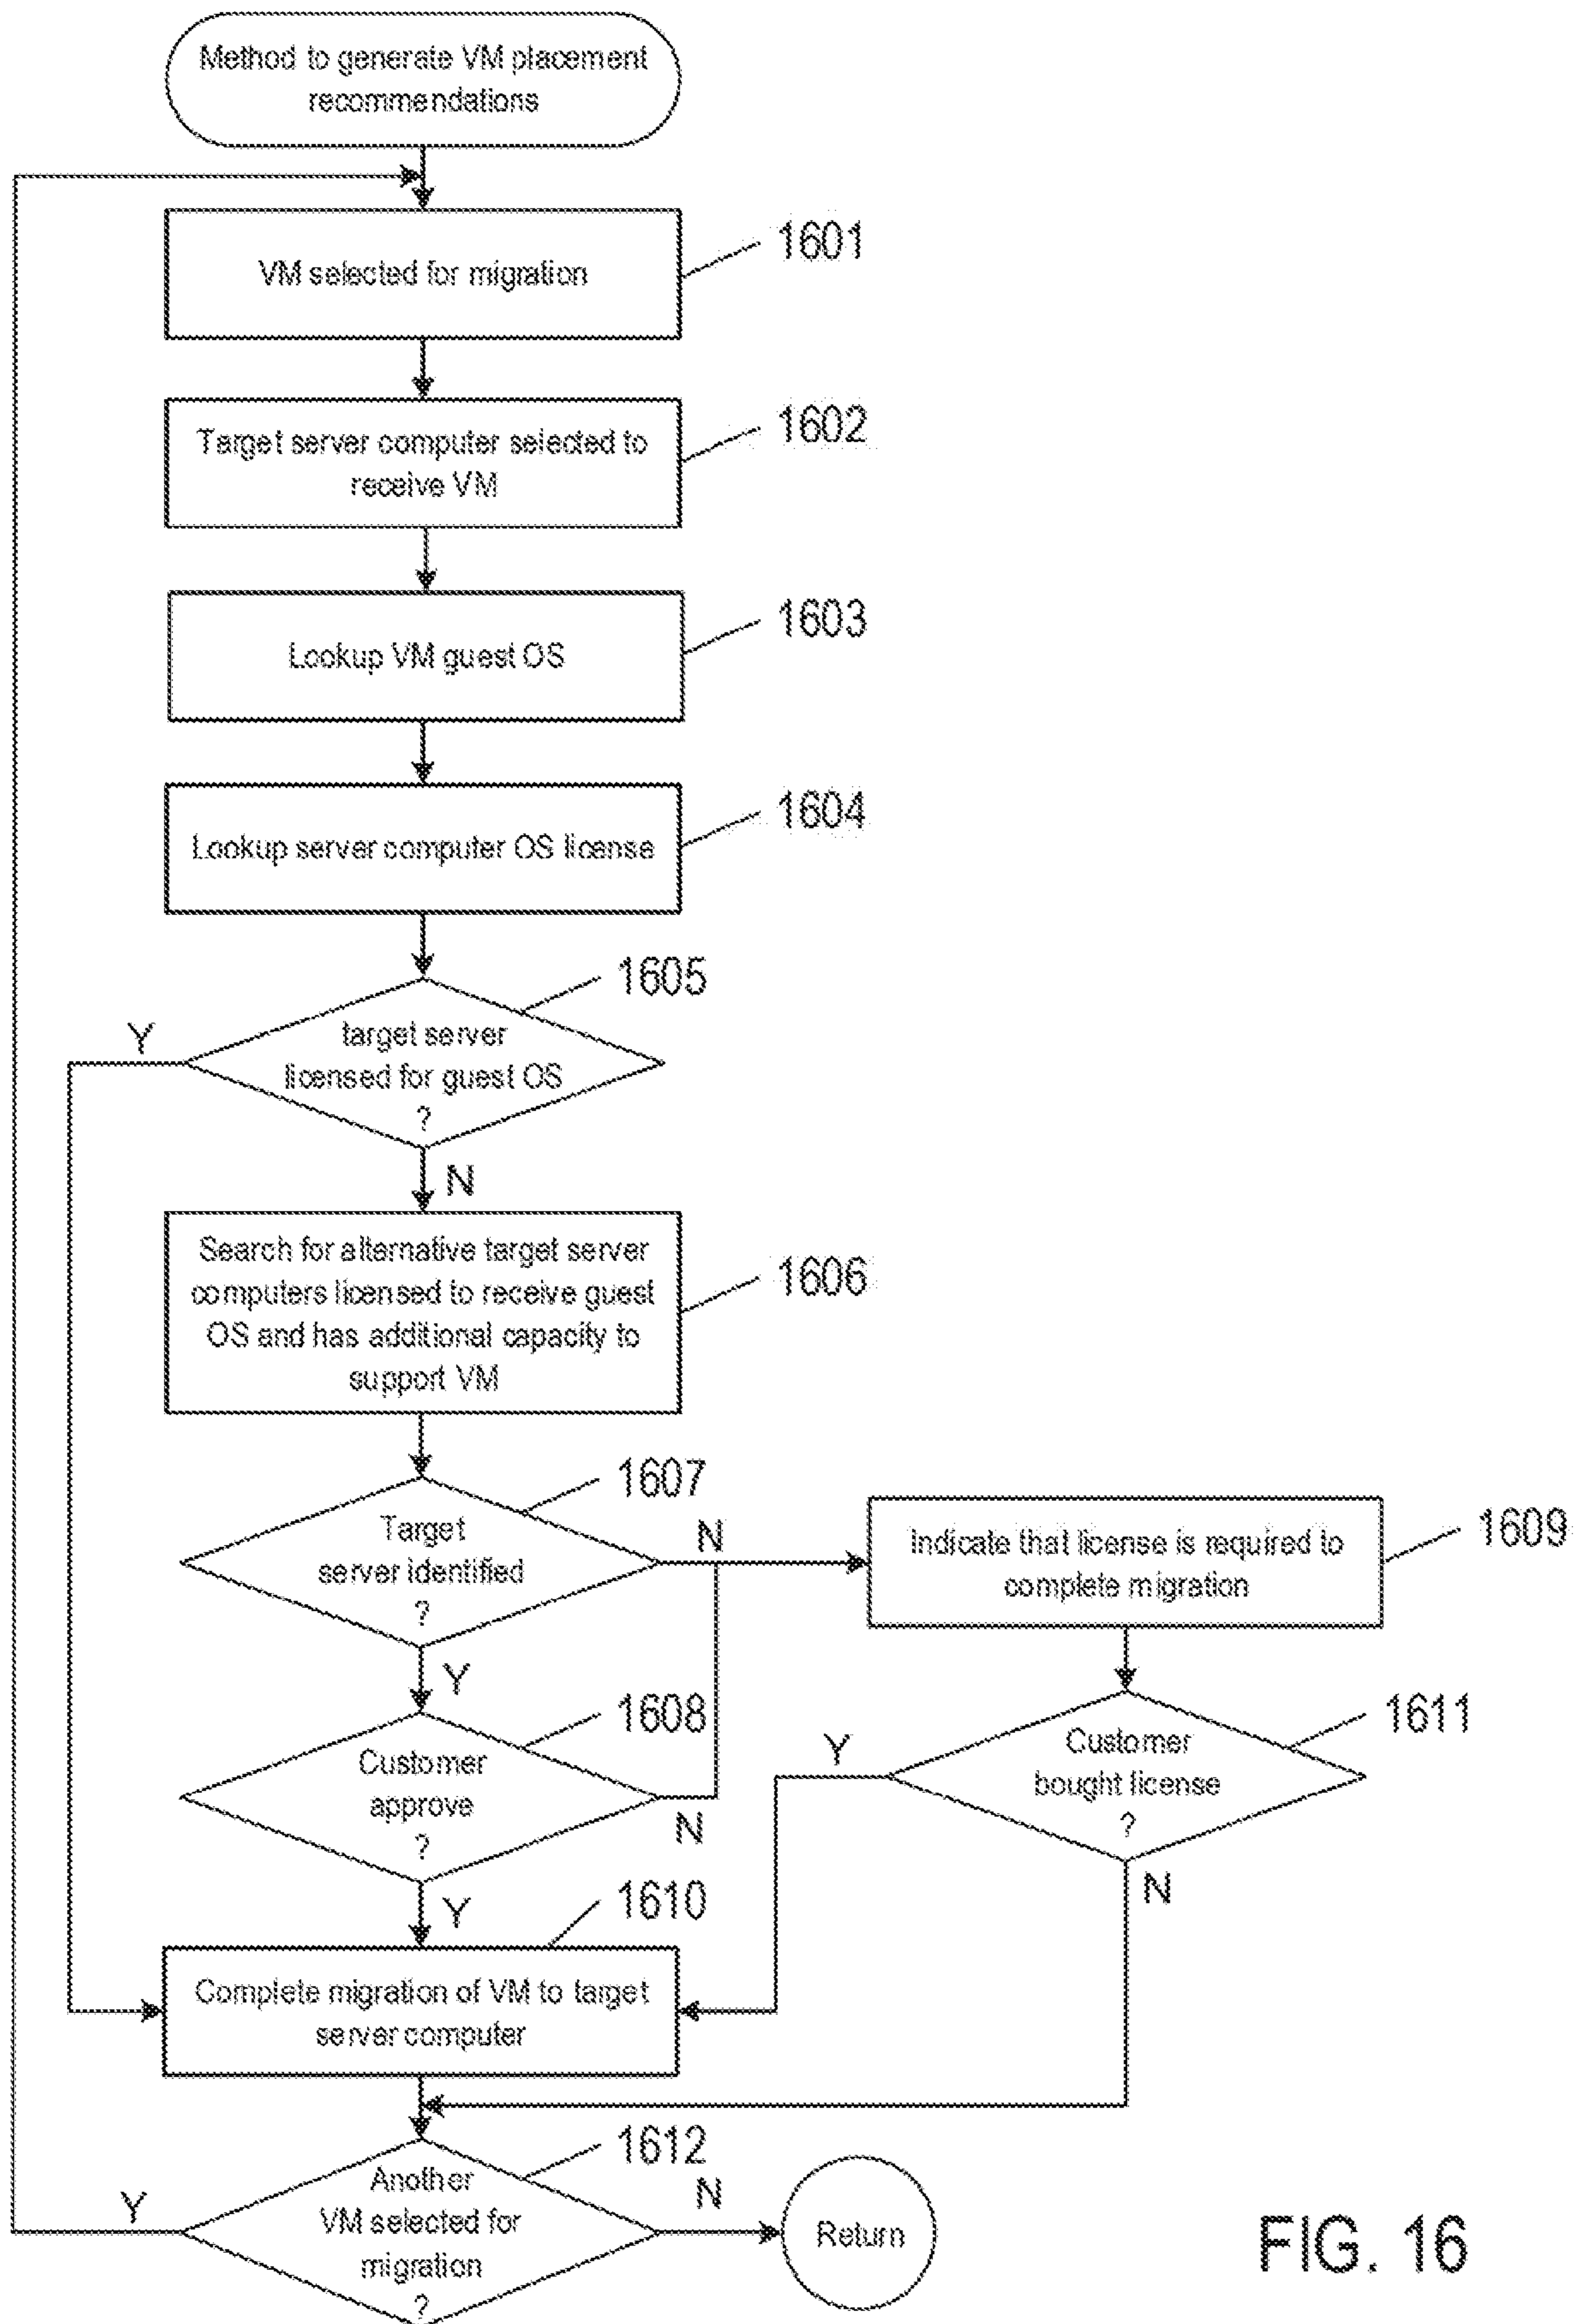 Method to generate VM placement
recommendations
VM selected for migration
1601
Target server computer selected to
receive VM
1602
Lookup VM guest OS
1603
Lookup server computer OS license
1604
1605
target server
licensed for guest OS
?
Y
N
Search for alternative target server
computers licensed to receive guest
OS and has additional capacity to
support VM
1606
1607
Target
server identified
?
N
Y
Indicate that license is required to
complete migration
1609
1608
Customer
approve
?
N
Y
1611
Customer
bought license
?
Y
N
1610
Complete migration of VM to target
server computer
1612
Another
VM selected for
migration
?
Y
N
Return
FIG. 16